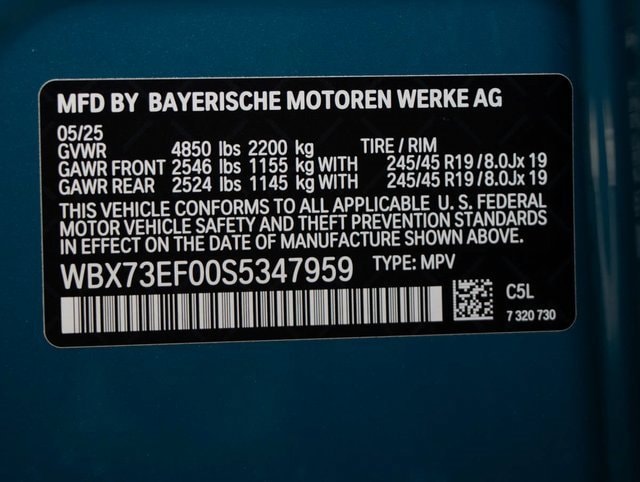 MFD BY BAYERISCHE MOTOREN WERKE AG
05/25
GVWR 4850 lbs 2200 kg TIRE / RIM
GAWR FRONT 2546 lbs 1155 kg WITH 245/45 R19 / 8.0Jx 19
GAWR REAR 2524 lbs 1145 kg WITH 245/45 R19 / 8.0Jx 19
THIS VEHICLE CONFORMS TO ALL APPLICABLE U. S. FEDERAL
MOTOR VEHICLE SAFETY AND THEFT PREVENTION STANDARDS
IN EFFECT ON THE DATE OF MANUFACTURE SHOWN ABOVE.
WBX73EF00S5347959 TYPE: MPV
C5L
7 320 730